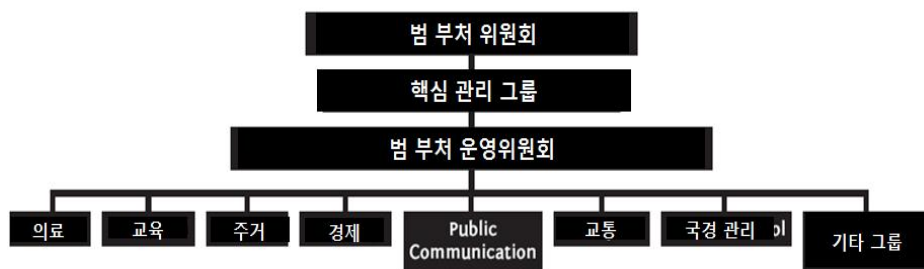 범 부처 위원회
핵심 관리 그룹
범 부처 운영위원회
의료
교육
주거
경제
Public
Communication
교통
국경 관리 ol
기타 그룹